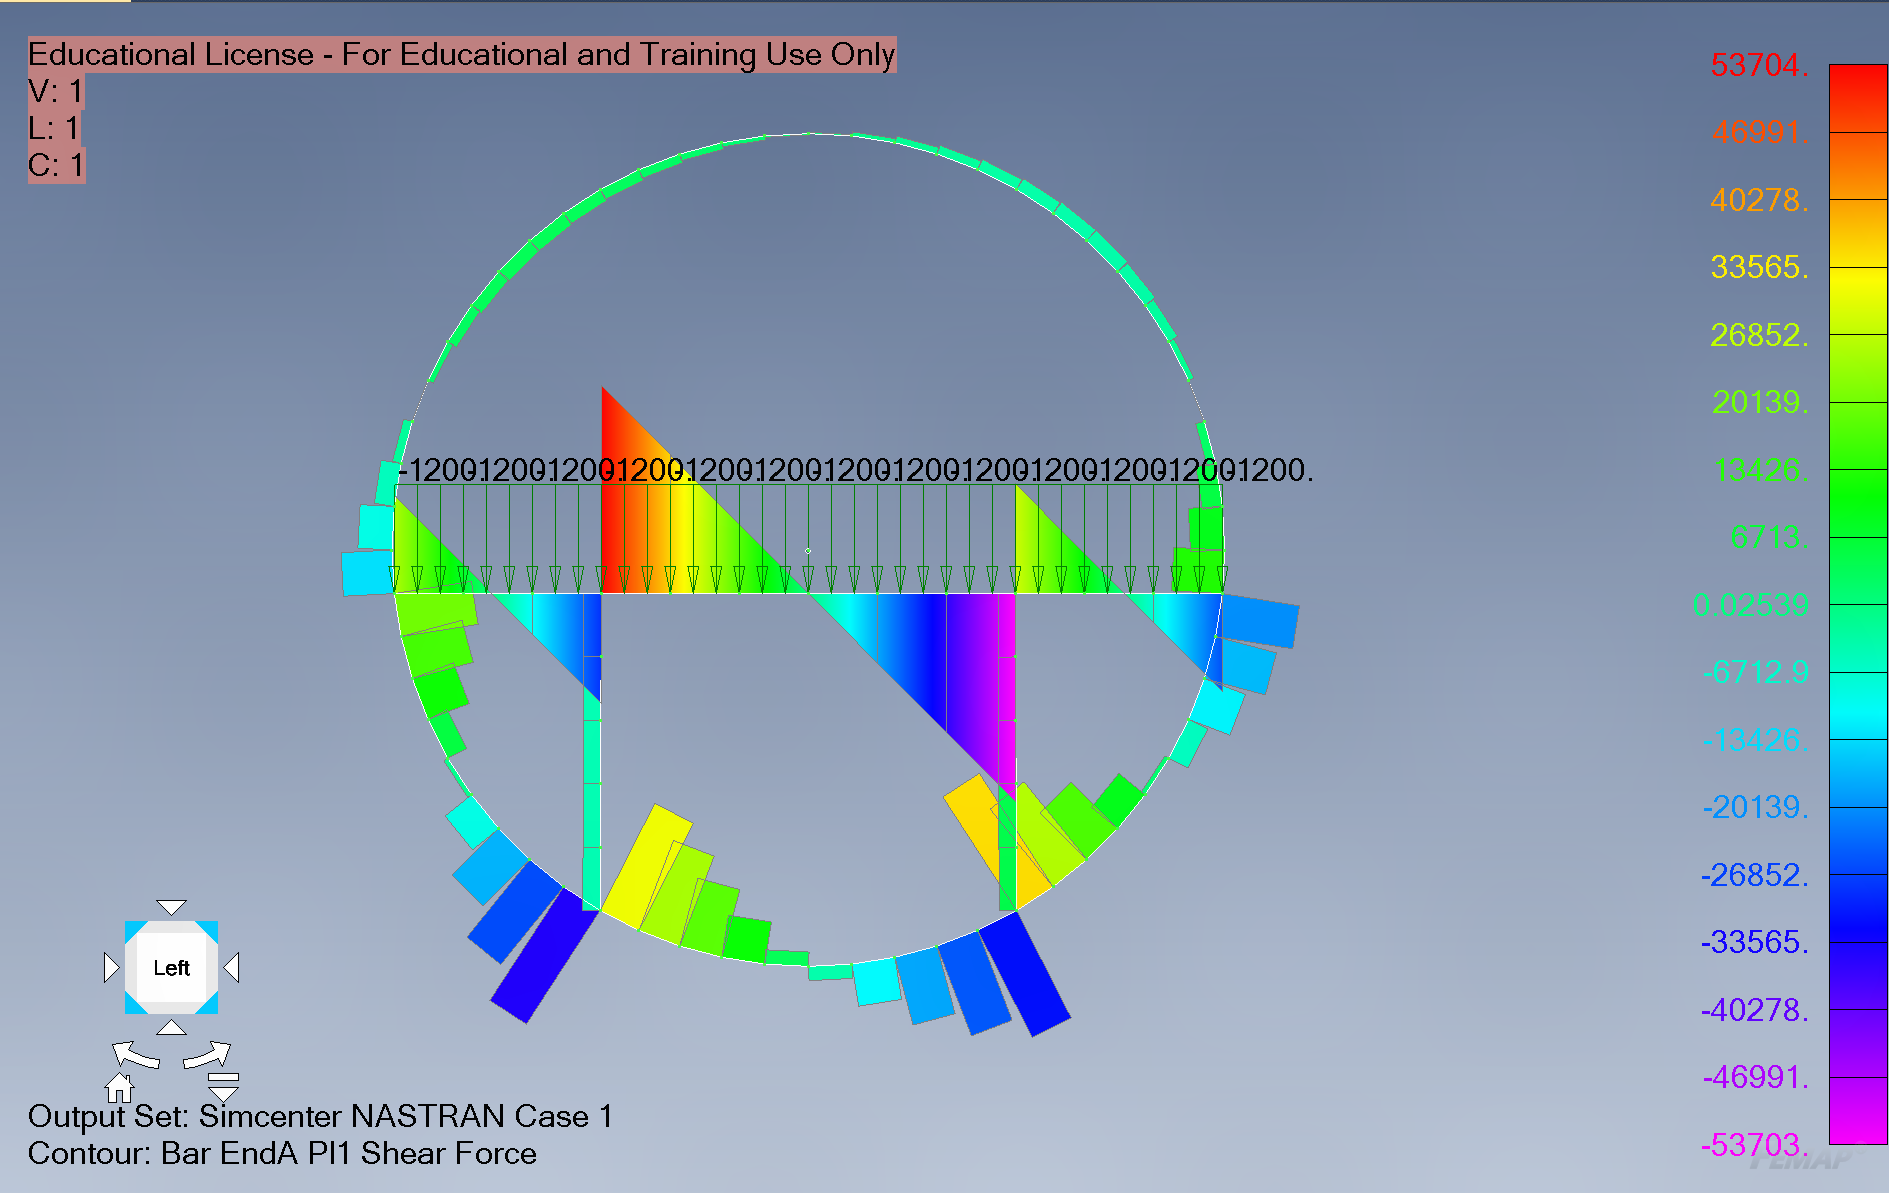 Educational License - For Educational and Training Use Only
V: 1
L: 1
C: 1
53704.
46991.
40278.
33565.
26852.
20139.
13426.
6713.
0.02539
-6712.9
-13426.
-20139.
-26852.
-33565.
-40278.
-46991.
-53703.
-1200.-1200.-1200.-1200.-1200.-1200.-1200.-1200.-1200.-1200.-1200.-1200.-1200.
Left
Output Set: Simcenter NASTRAN Case 1
Contour: Bar EndA Pl1 Shear Force
FEMAP